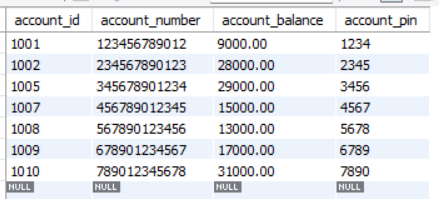 account_id account_number account_balance account_pin
1001 123456789012 9000.00 1234
1002 234567890123 28000.00 2345
1005 345678901234 29000.00 3456
1007 456789012345 15000.00 4567
1008 567890123456 13000.00 5678
1009 678901234567 17000.00 6789
1010 789012345678 31000.00 7890
NULL NULL NULL NULL